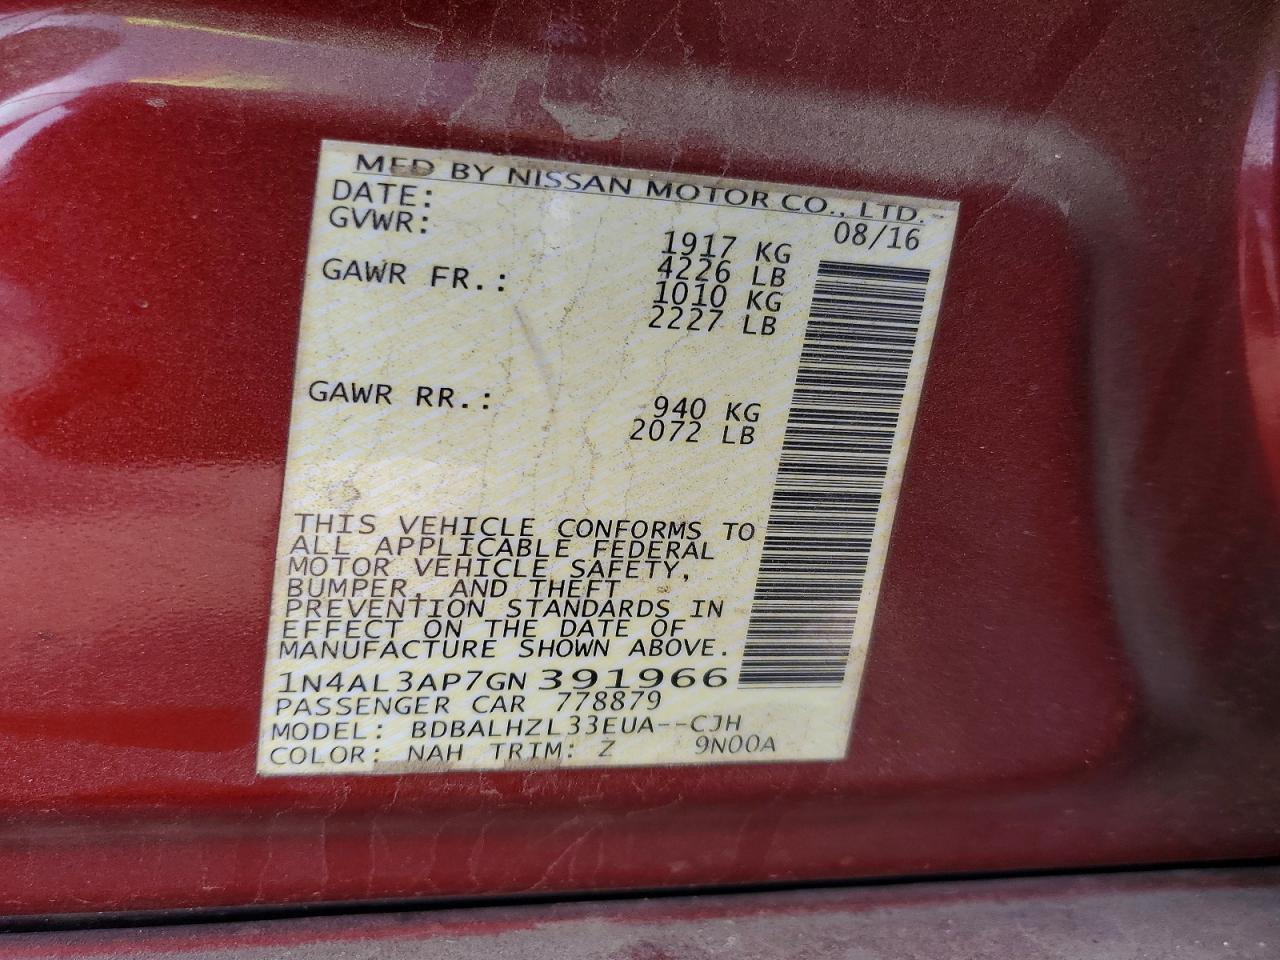 MFD BY NISSAN MOTOR CO., LTD.
DATE: 08/16
GVWR: 1917 KG
4226 LB
GAWR FR.: 1010 KG
2227 LB
GAWR RR.: 940 KG
2072 LB
THIS VEHICLE CONFORMS TO
ALL APPLICABLE FEDERAL
MOTOR VEHICLE SAFETY,
BUMPER, AND THEFT
PREVENTION STANDARDS IN
EFFECT ON THE DATE OF
MANUFACTURE SHOWN ABOVE.
1N4AL3AP7GN 391966
PASSENGER CAR 778879
MODEL: BDBALHZL33EUA--CJH
COLOR: NAH TRIM: Z 9N00A